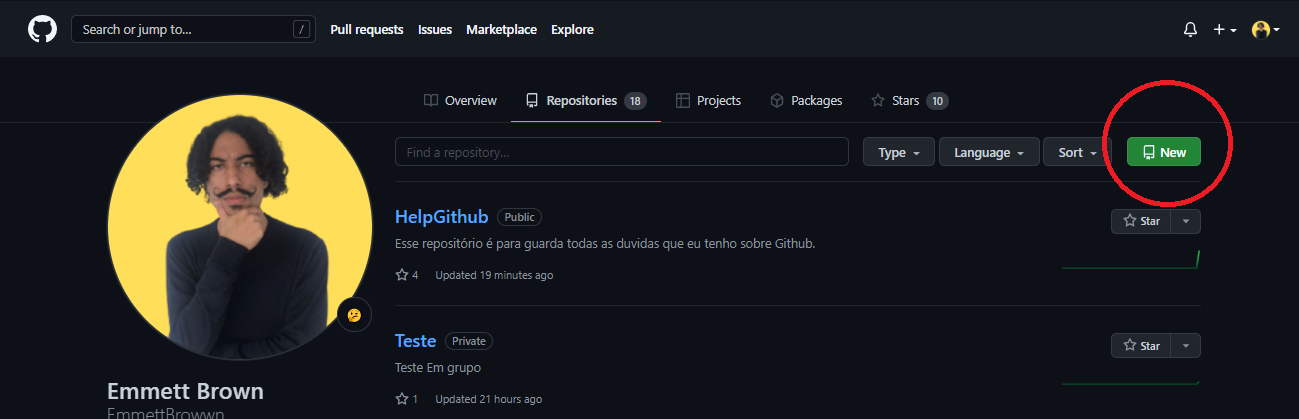 Search or jump to... / Pull requests Issues Marketplace Explore
Overview Repositories 18 Projects Packages Stars 10
Find a repository... Type Language Sort New
HelpGithub Public Star
Esse repositório é para guarda todas as duvidas que eu tenho sobre Github.
4 Updated 19 minutes ago
Teste Private Star
Teste Em grupo
Emmett Brown
1 Updated 21 hours ago
EmmettBrowwn